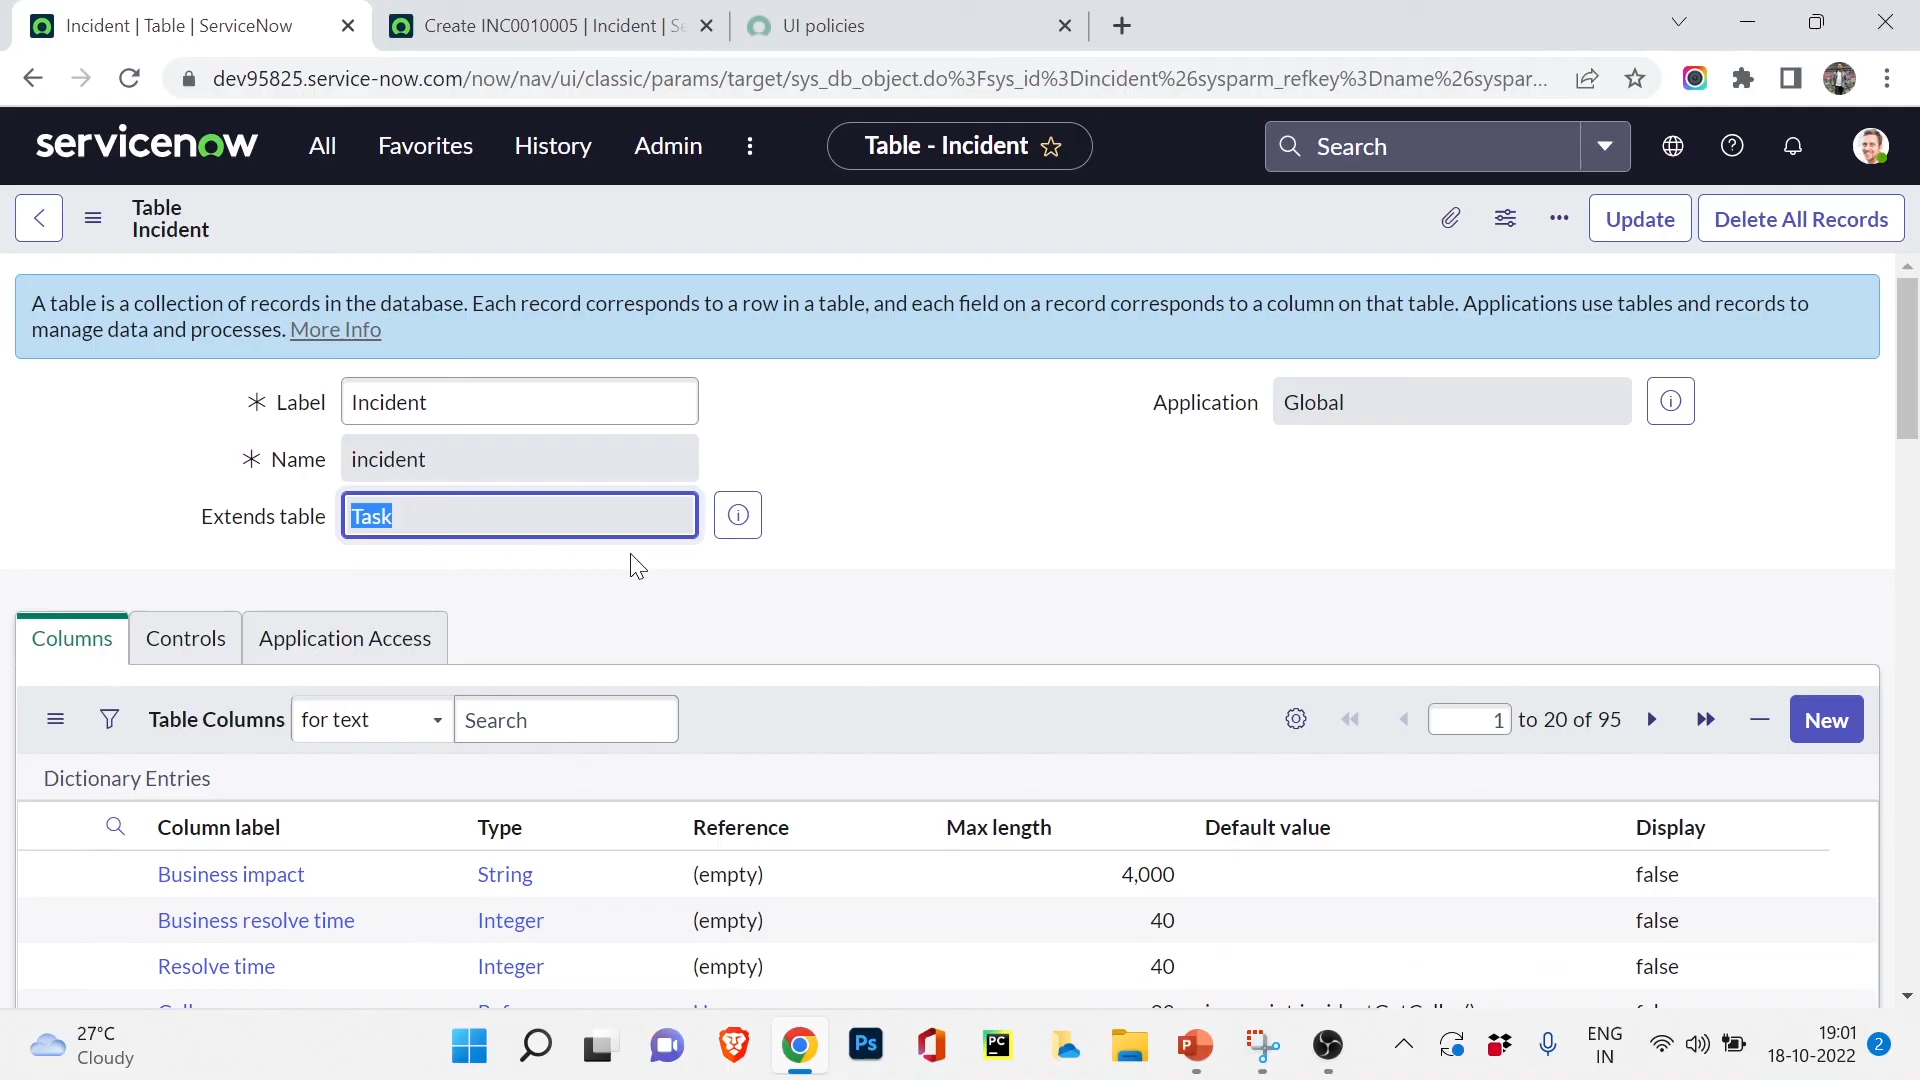 Incident | Table | ServiceNow
Create INC0010005 | Incident | Se
UI policies
dev95825.service-now.com/now/nav/ui/classic/params/target/sys_db_object.do%3Fsys_id%3Dincident%26sysparm_refkey%3Dname%26syspar...
servicenow
All
Favorites
History
Admin
Table - Incident
Search
Table
Incident
Update
Delete All Records
A table is a collection of records in the database. Each record corresponds to a row in a table, and each field on a record corresponds to a column on that table. Applications use tables and records to
manage data and processes. More Info
Label
Incident
Application
Global
Name
incident
Extends table
Task
Columns
Controls
Application Access
Table Columns
for text
Search
1 to 20 of 95
New
Dictionary Entries
Column label Type Reference Max length Default value Display
Business impact String (empty) 4,000 false
Business resolve time Integer (empty) 40 false
Resolve time Integer (empty) 40 false
27°C
Cloudy
Ps
PC
ENG
IN
19:01
18-10-2022
2